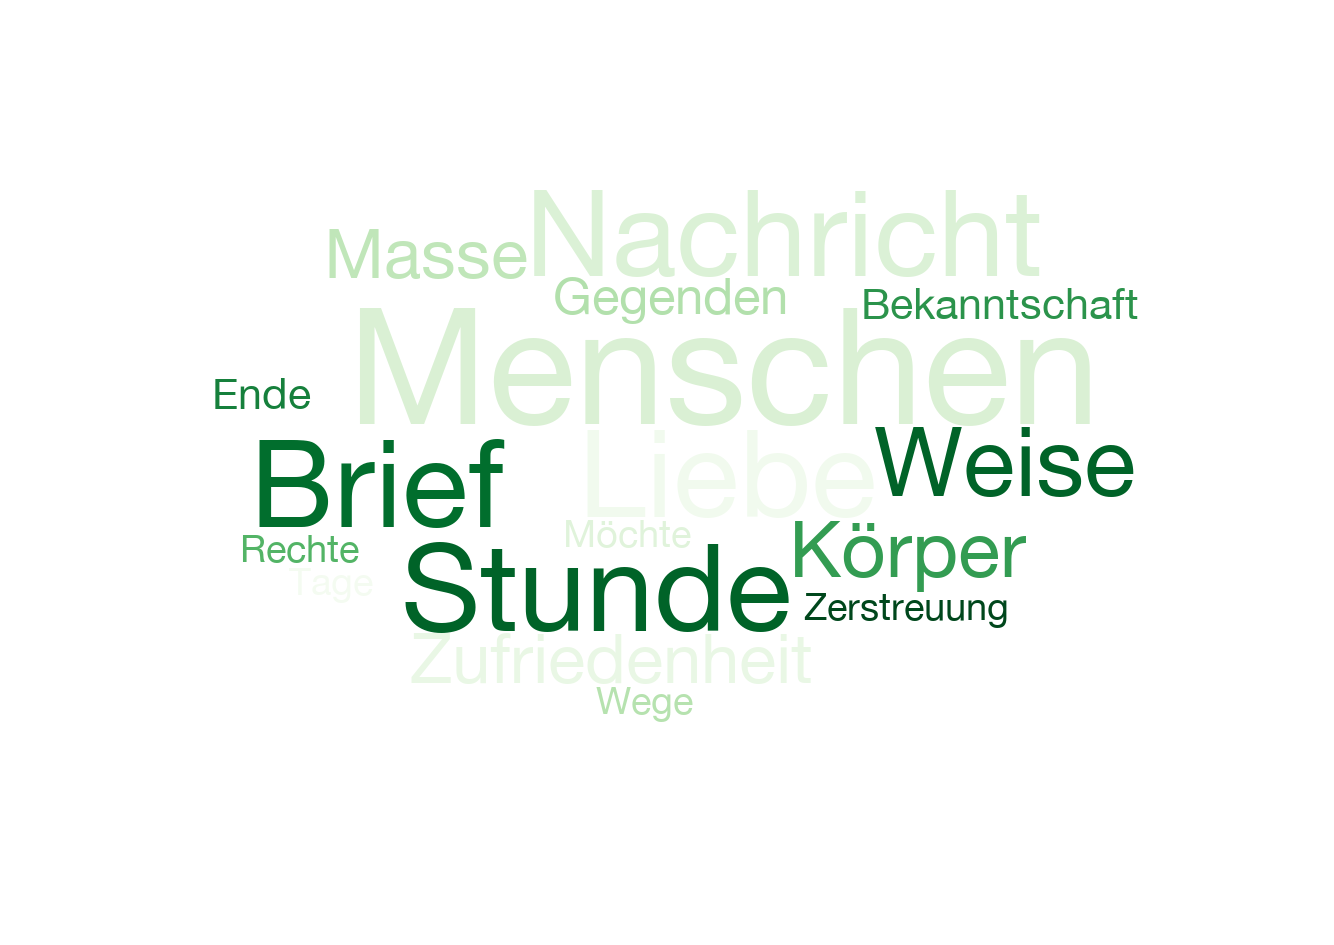 Nachricht
Masse
Gegenden
Bekanntschaft
Menschen
Ende
Liebe
Weise
Brief
Möchte
Körper
Rechte
Tage
Stunde
Zerstreuung
Zufriedenheit
Wege